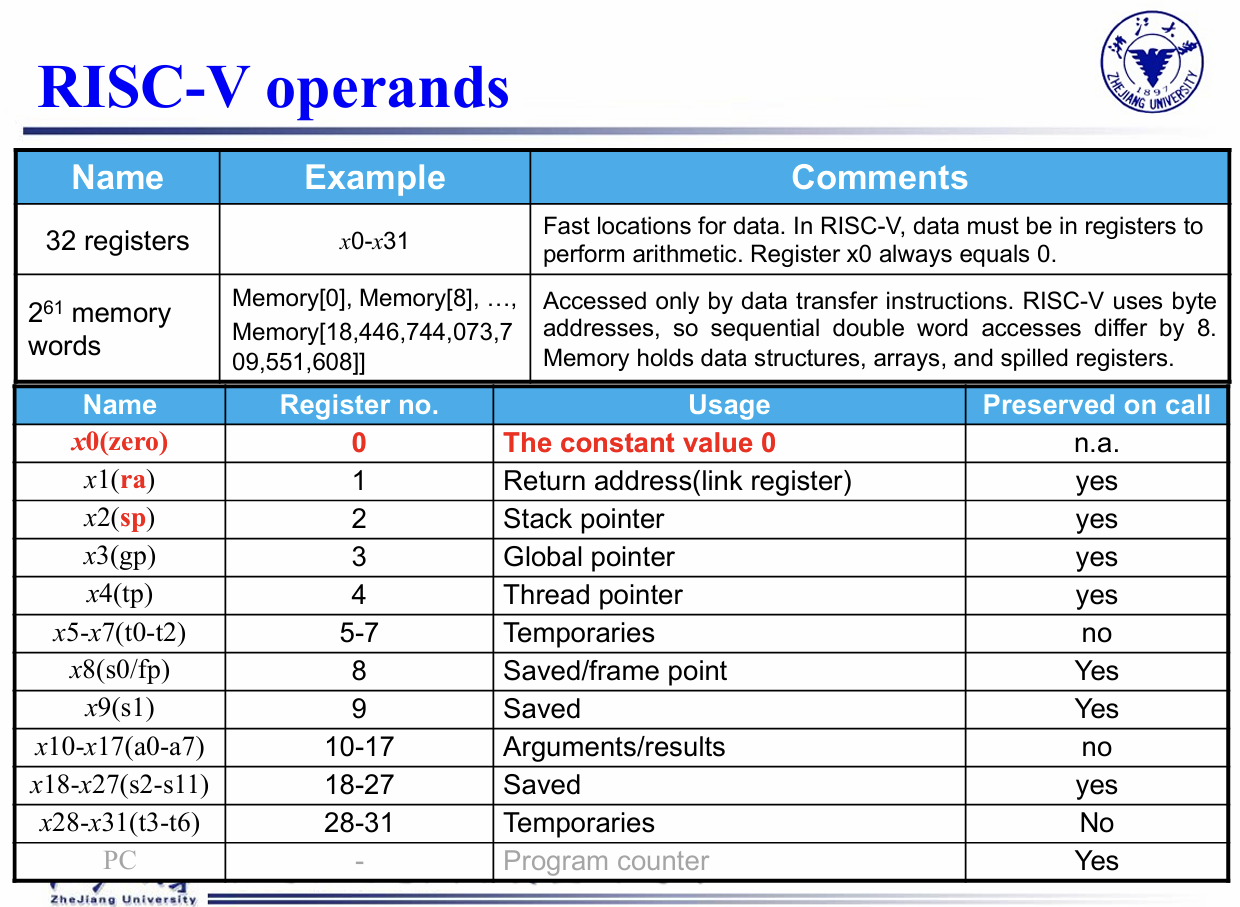 RISC-V operands
浙江大学
1897
ZHEJIANG UNIVERSITY
Name Example Comments
32 registers x0-x31 Fast locations for data. In RISC-V, data must be in registers to
perform arithmetic. Register x0 always equals 0.
2^61 memory
words
Memory[0], Memory[8], …,
Memory[18,446,744,073,7
09,551,608]]
Accessed only by data transfer instructions. RISC-V uses byte
addresses, so sequential double word accesses differ by 8.
Memory holds data structures, arrays, and spilled registers.
Name Register no. Usage Preserved on call
x0(zero) 0 The constant value 0 n.a.
x1(ra) 1 Return address(link register) yes
x2(sp) 2 Stack pointer yes
x3(gp) 3 Global pointer yes
x4(tp) 4 Thread pointer yes
x5-x7(t0-t2) 5-7 Temporaries no
x8(s0/fp) 8 Saved/frame point Yes
x9(s1) 9 Saved Yes
x10-x17(a0-a7) 10-17 Arguments/results no
x18-x27(s2-s11) 18-27 Saved yes
x28-x31(t3-t6) 28-31 Temporaries No
PC - Program counter Yes
ZheJiang University